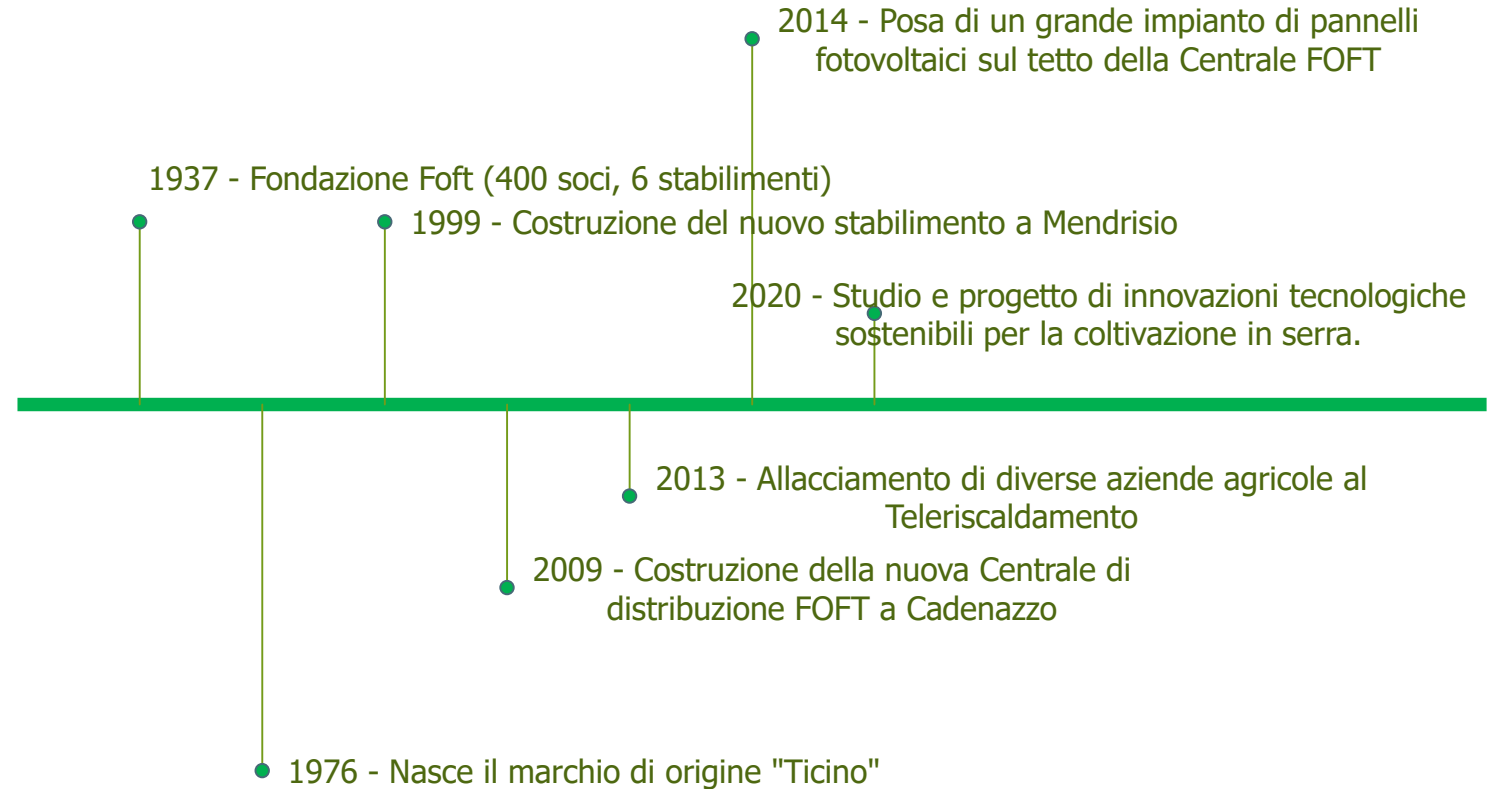 2014 - Posa di un grande impianto di pannelli
fotovoltaici sul tetto della Centrale FOFT
1937 - Fondazione Foft (400 soci, 6 stabilimenti)
1999 - Costruzione del nuovo stabilimento a Mendrisio
2020 - Studio e progetto di innovazioni tecnologiche
sostenibili per la coltivazione in serra.
2013 - Allacciamento di diverse aziende agricole al
Teleriscaldamento
2009 - Costruzione della nuova Centrale di
distribuzione FOFT a Cadenazzo
1976 - Nasce il marchio di origine "Ticino"